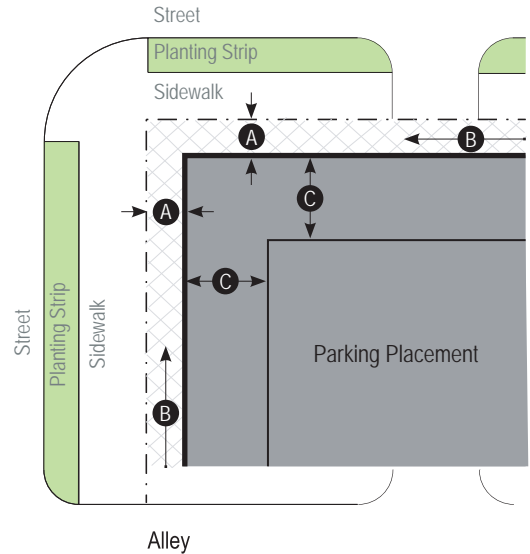 Street
Planting Strip
Sidewalk
A
B
A
C
C
Street
Planting Strip
Sidewalk
Parking Placement
B
Alley